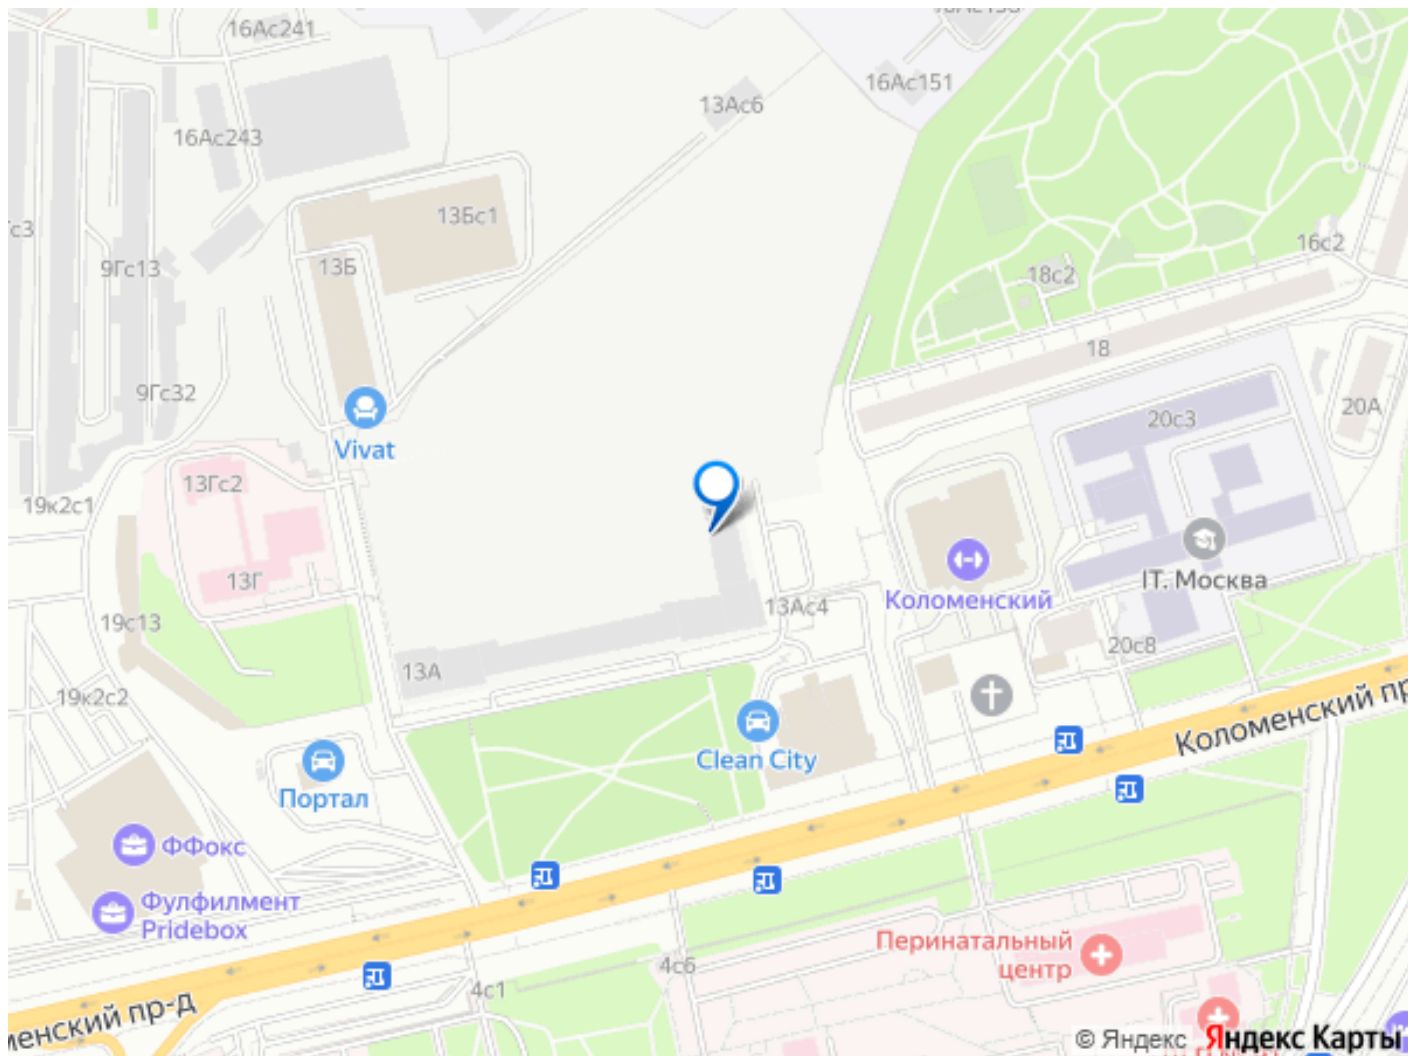 16Ас241
16Ас243
13Ас6
16Ас151
13Бс1
13Б
16с2
18с2
9Гс13
18
9Гс32
20с3
20А
Vivat
13Гс2
19к2с1
13Г
IT. Москва
Коломенский
13Ас4
19с13
20с8
13А
19к2с2
Коломенский пр
Clean City
Портал
ФФокс
Фулфилмент
Pridebox
Перинатальный
центр
4с6
4с1
менский пр-д
© Яндекс Яндекс Карты